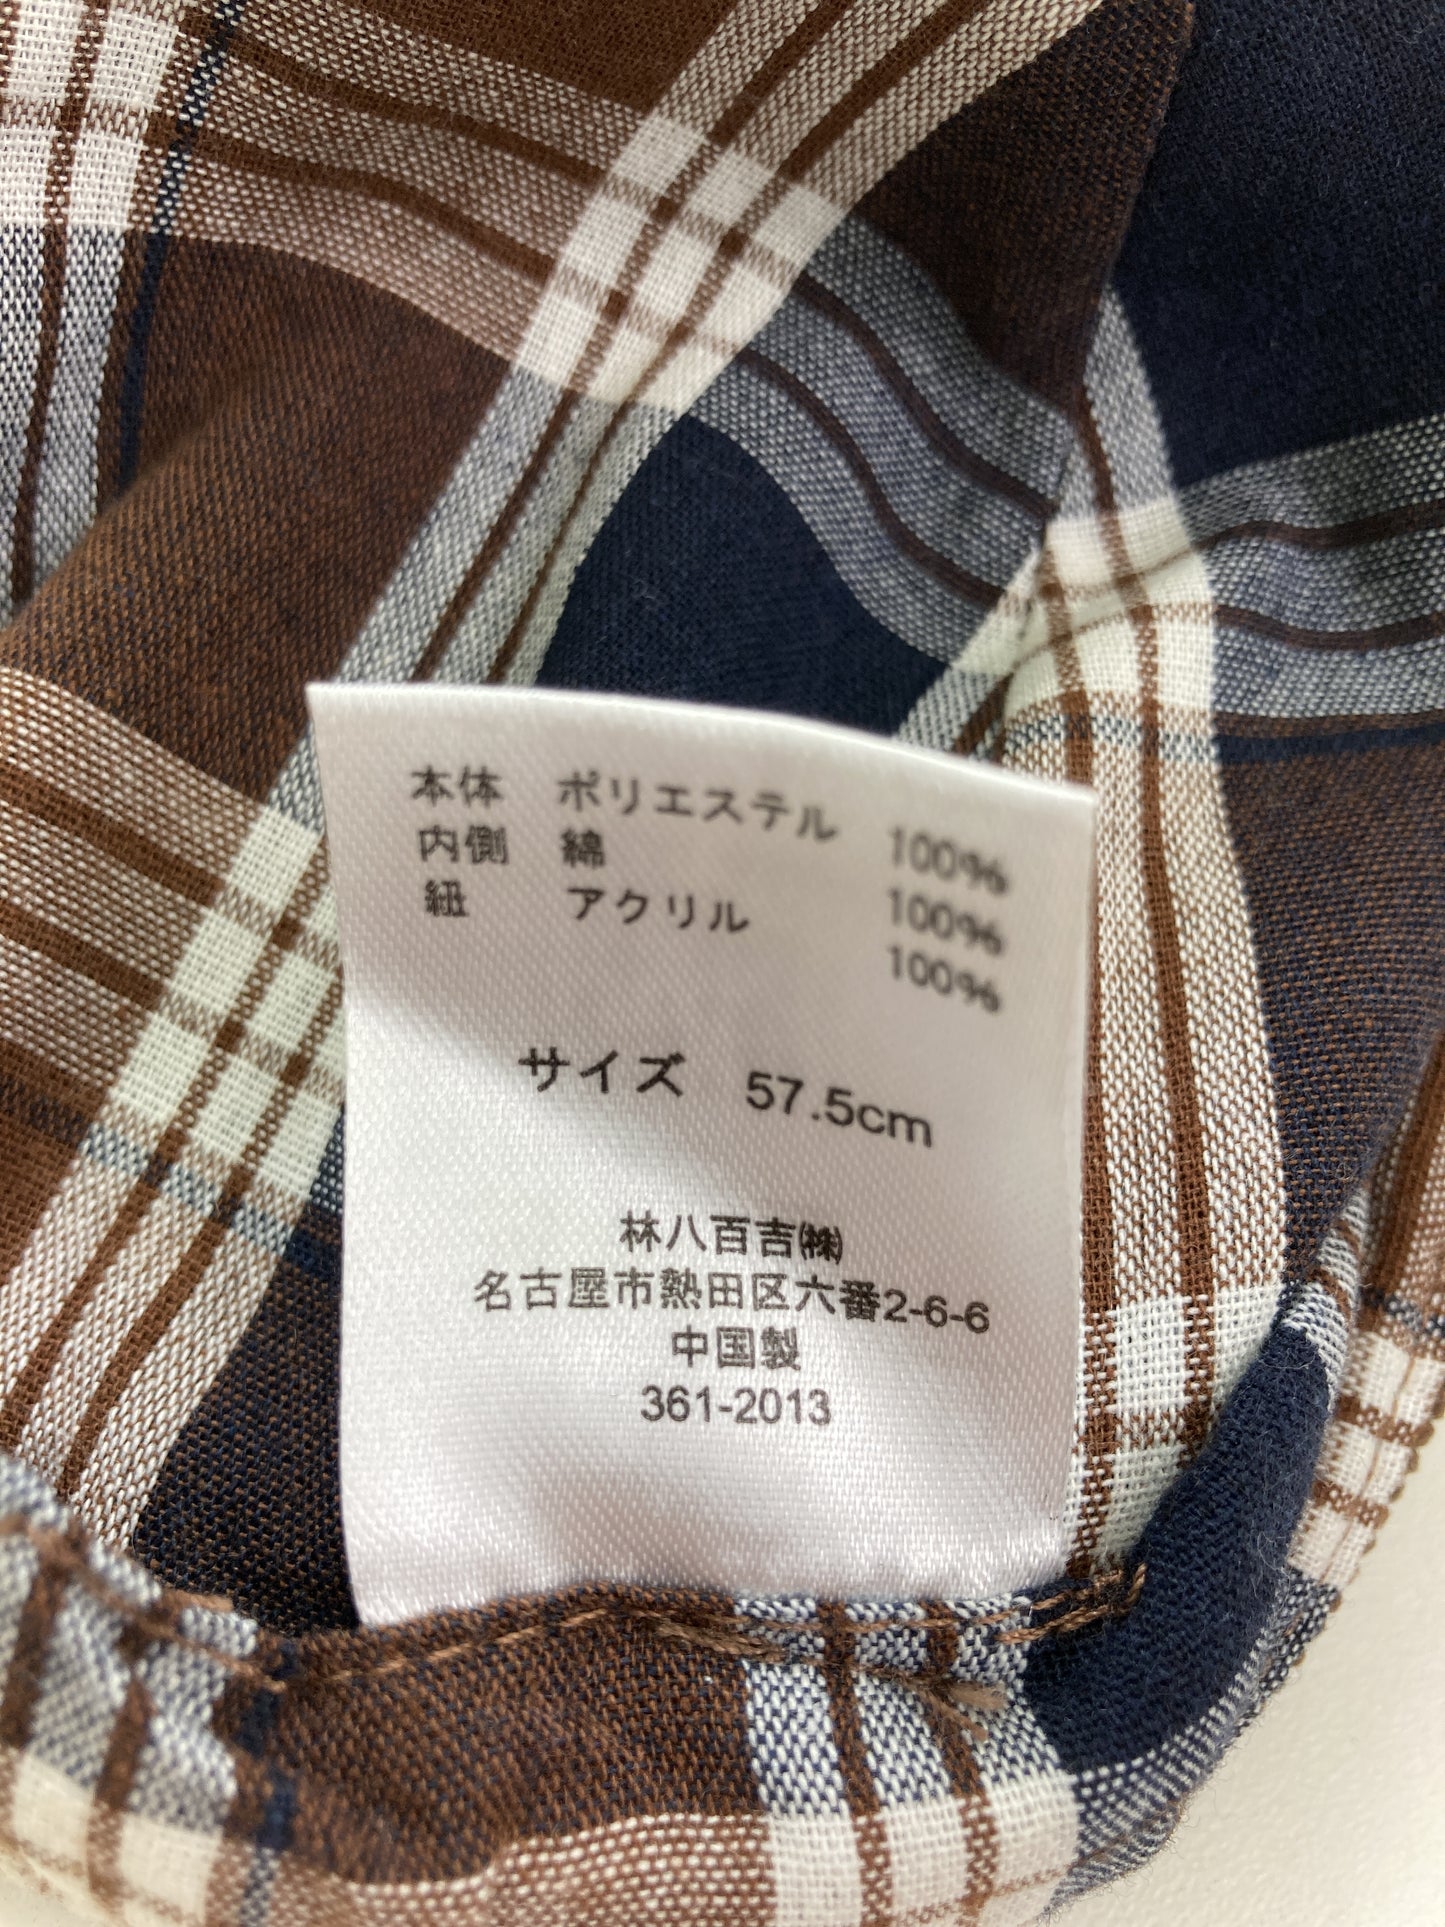 本体 ポリエステル 100%
内側 綿 100%
紐 アクリル 100%
サイズ 57.5cm
林八百吉㈱
名古屋市熱田区六番2-6-6
中国製
361-2013